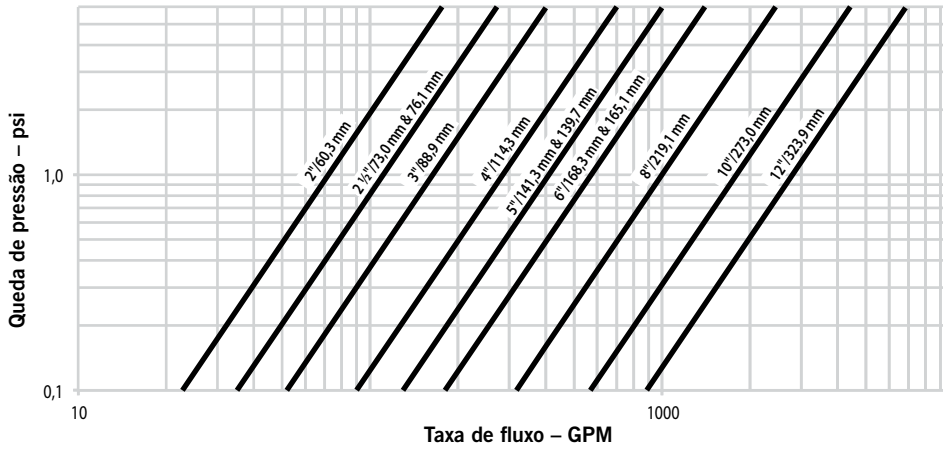 Queda de pressão – psi
1,0
0,1
2"/60,3 mm
2 ½"/73,0 mm & 76,1 mm
3"/88,9 mm
4"/114,3 mm
5"/141,3 mm & 139,7 mm
6"/168,3 mm & 165,1 mm
8"/219,1 mm
10"/273,0 mm
12"/323,9 mm
10
1000
Taxa de fluxo – GPM